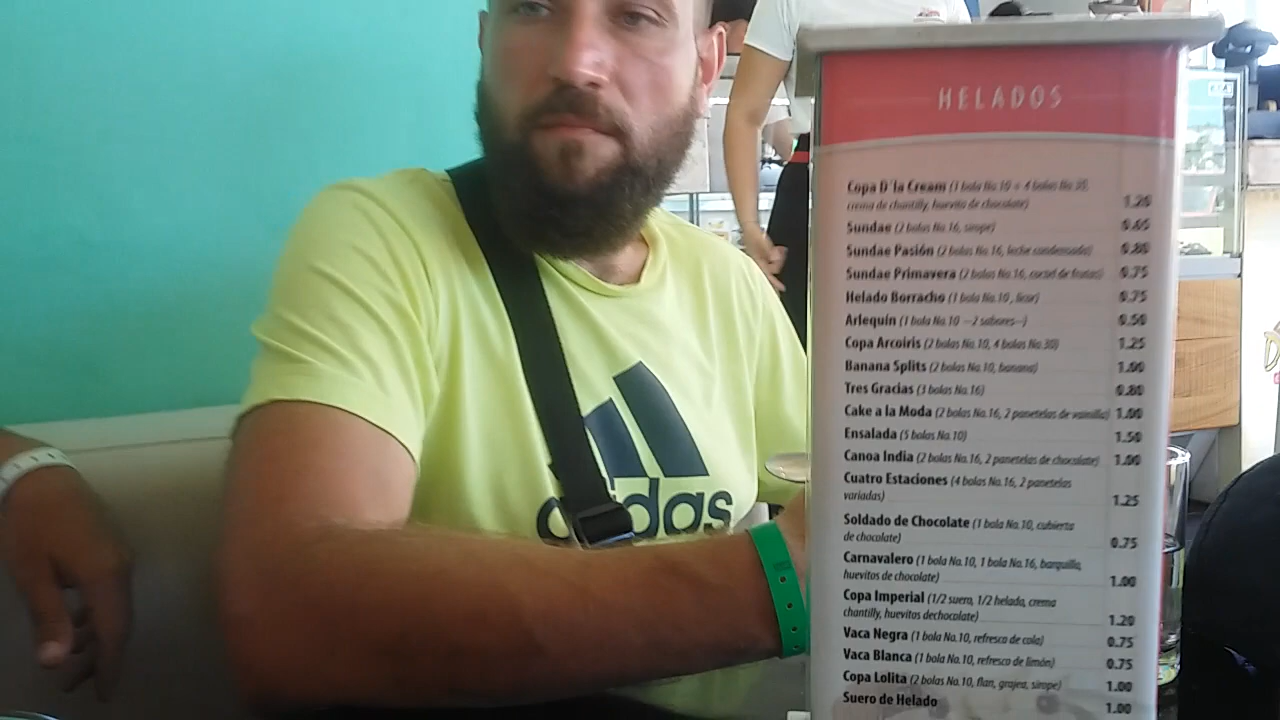 HELADOS
Copa D'la Cream (1 bola No.10 + 4 bolas No.30,
crema de chantilly, huevito de chocolate) 1.20
Sundae (2 bolas No.16, sirope) 0.65
Sundae Pasión (2 bolas No.16, leche condensada) 0.80
Sundae Primavera (2 bolas No.16, coctel de frutas) 0.75
Helado Borracho (1 bola No.10, licor) 0.75
Arlequín (1 bola No.10 --2 sabores--) 0.50
Copa Arcoiris (2 bolas No.10, 4 bolas No.30) 1.25
Banana Splits (2 bolas No.10, banana) 1.00
Tres Gracias (3 bolas No.16) 0.80
Cake a la Moda (2 bolas No.16, 2 panetelas de vainilla) 1.00
Ensalada (5 bolas No.10) 1.50
Canoa India (2 bolas No.16, 2 panetelas de chocolate) 1.00
Cuatro Estaciones (4 bolas No.16, 2 panetelas
variadas) 1.25
Soldado de Chocolate (1 bola No.10, cubierta
de chocolate) 0.75
Carnavalero (1 bola No.10, 1 bola No.16, barquilla,
huevitos de chocolate) 1.00
Copa Imperial (1/2 suero, 1/2 helado, crema
chantilly, huevitos dechocolate) 1.20
Vaca Negra (1 bola No.10, refresco de cola) 0.75
Vaca Blanca (1 bola No.10, refresco de limón) 0.75
Copa Lolita (2 bolas No.10, flan, grajea, sirope) 1.00
Suero de Helado 1.00
adidas